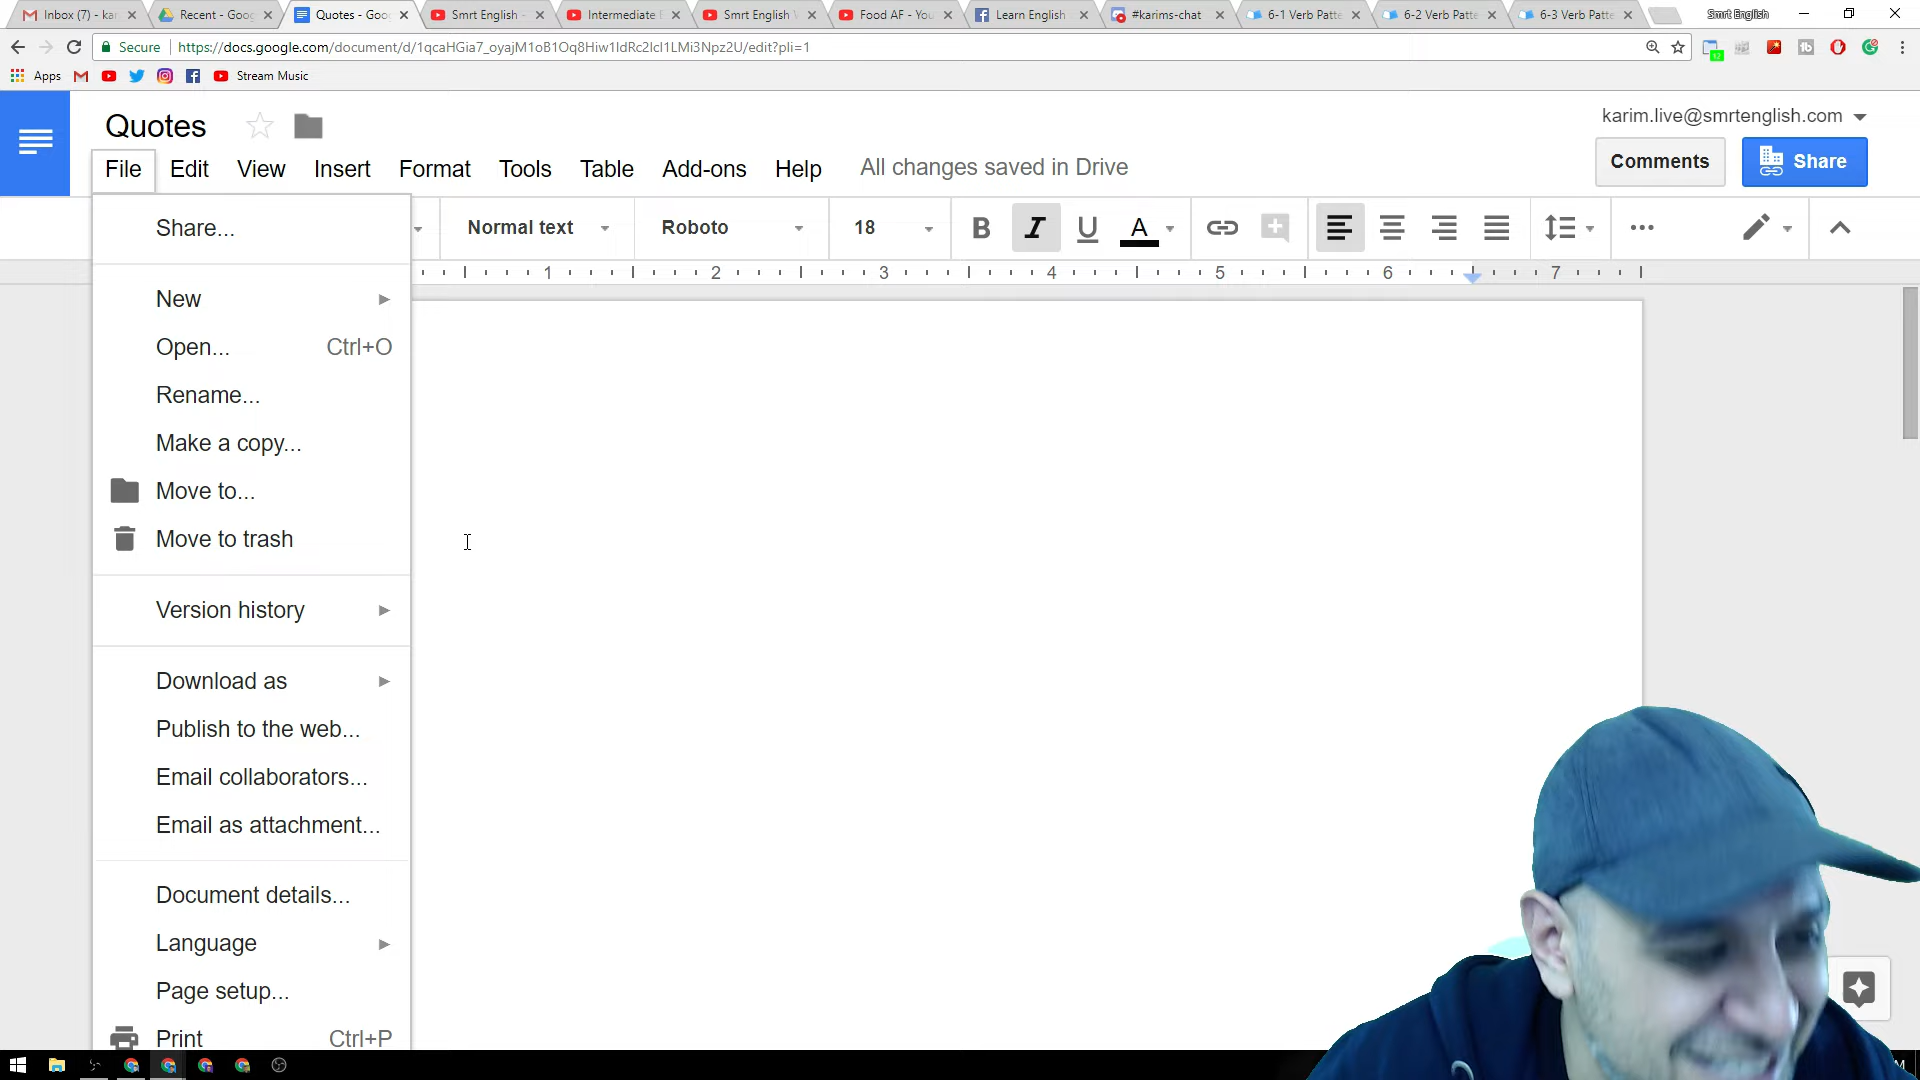 Inbox (7) - ka
Recent - Goog
Quotes - Goo
Smrt English -
Intermediate E
Smrt English V
Food AF - You
Learn English
#karims-chat
6-1 Verb Patte
6-2 Verb Patte
6-3 Verb Patte
Smrt English
Secure
https://docs.google.com/document/d/1qcaHGia7_oyajM1oB1Oq8Hiw1ldRc2lcl1LMi3Npz2U/edit?pli=1
Apps
Stream Music
Quotes
karim.live@smrtenglish.com
File Edit View Insert Format Tools Table Add-ons Help All changes saved in Drive
Comments
Share
Normal text Roboto 18 B I U A
1 2 3 4 5 6 7
Share...
New
Open... Ctrl+O
Rename...
Make a copy...
Move to...
Move to trash
Version history
Download as
Publish to the web...
Email collaborators...
Email as attachment...
Document details...
Language
Page setup...
Print Ctrl+P